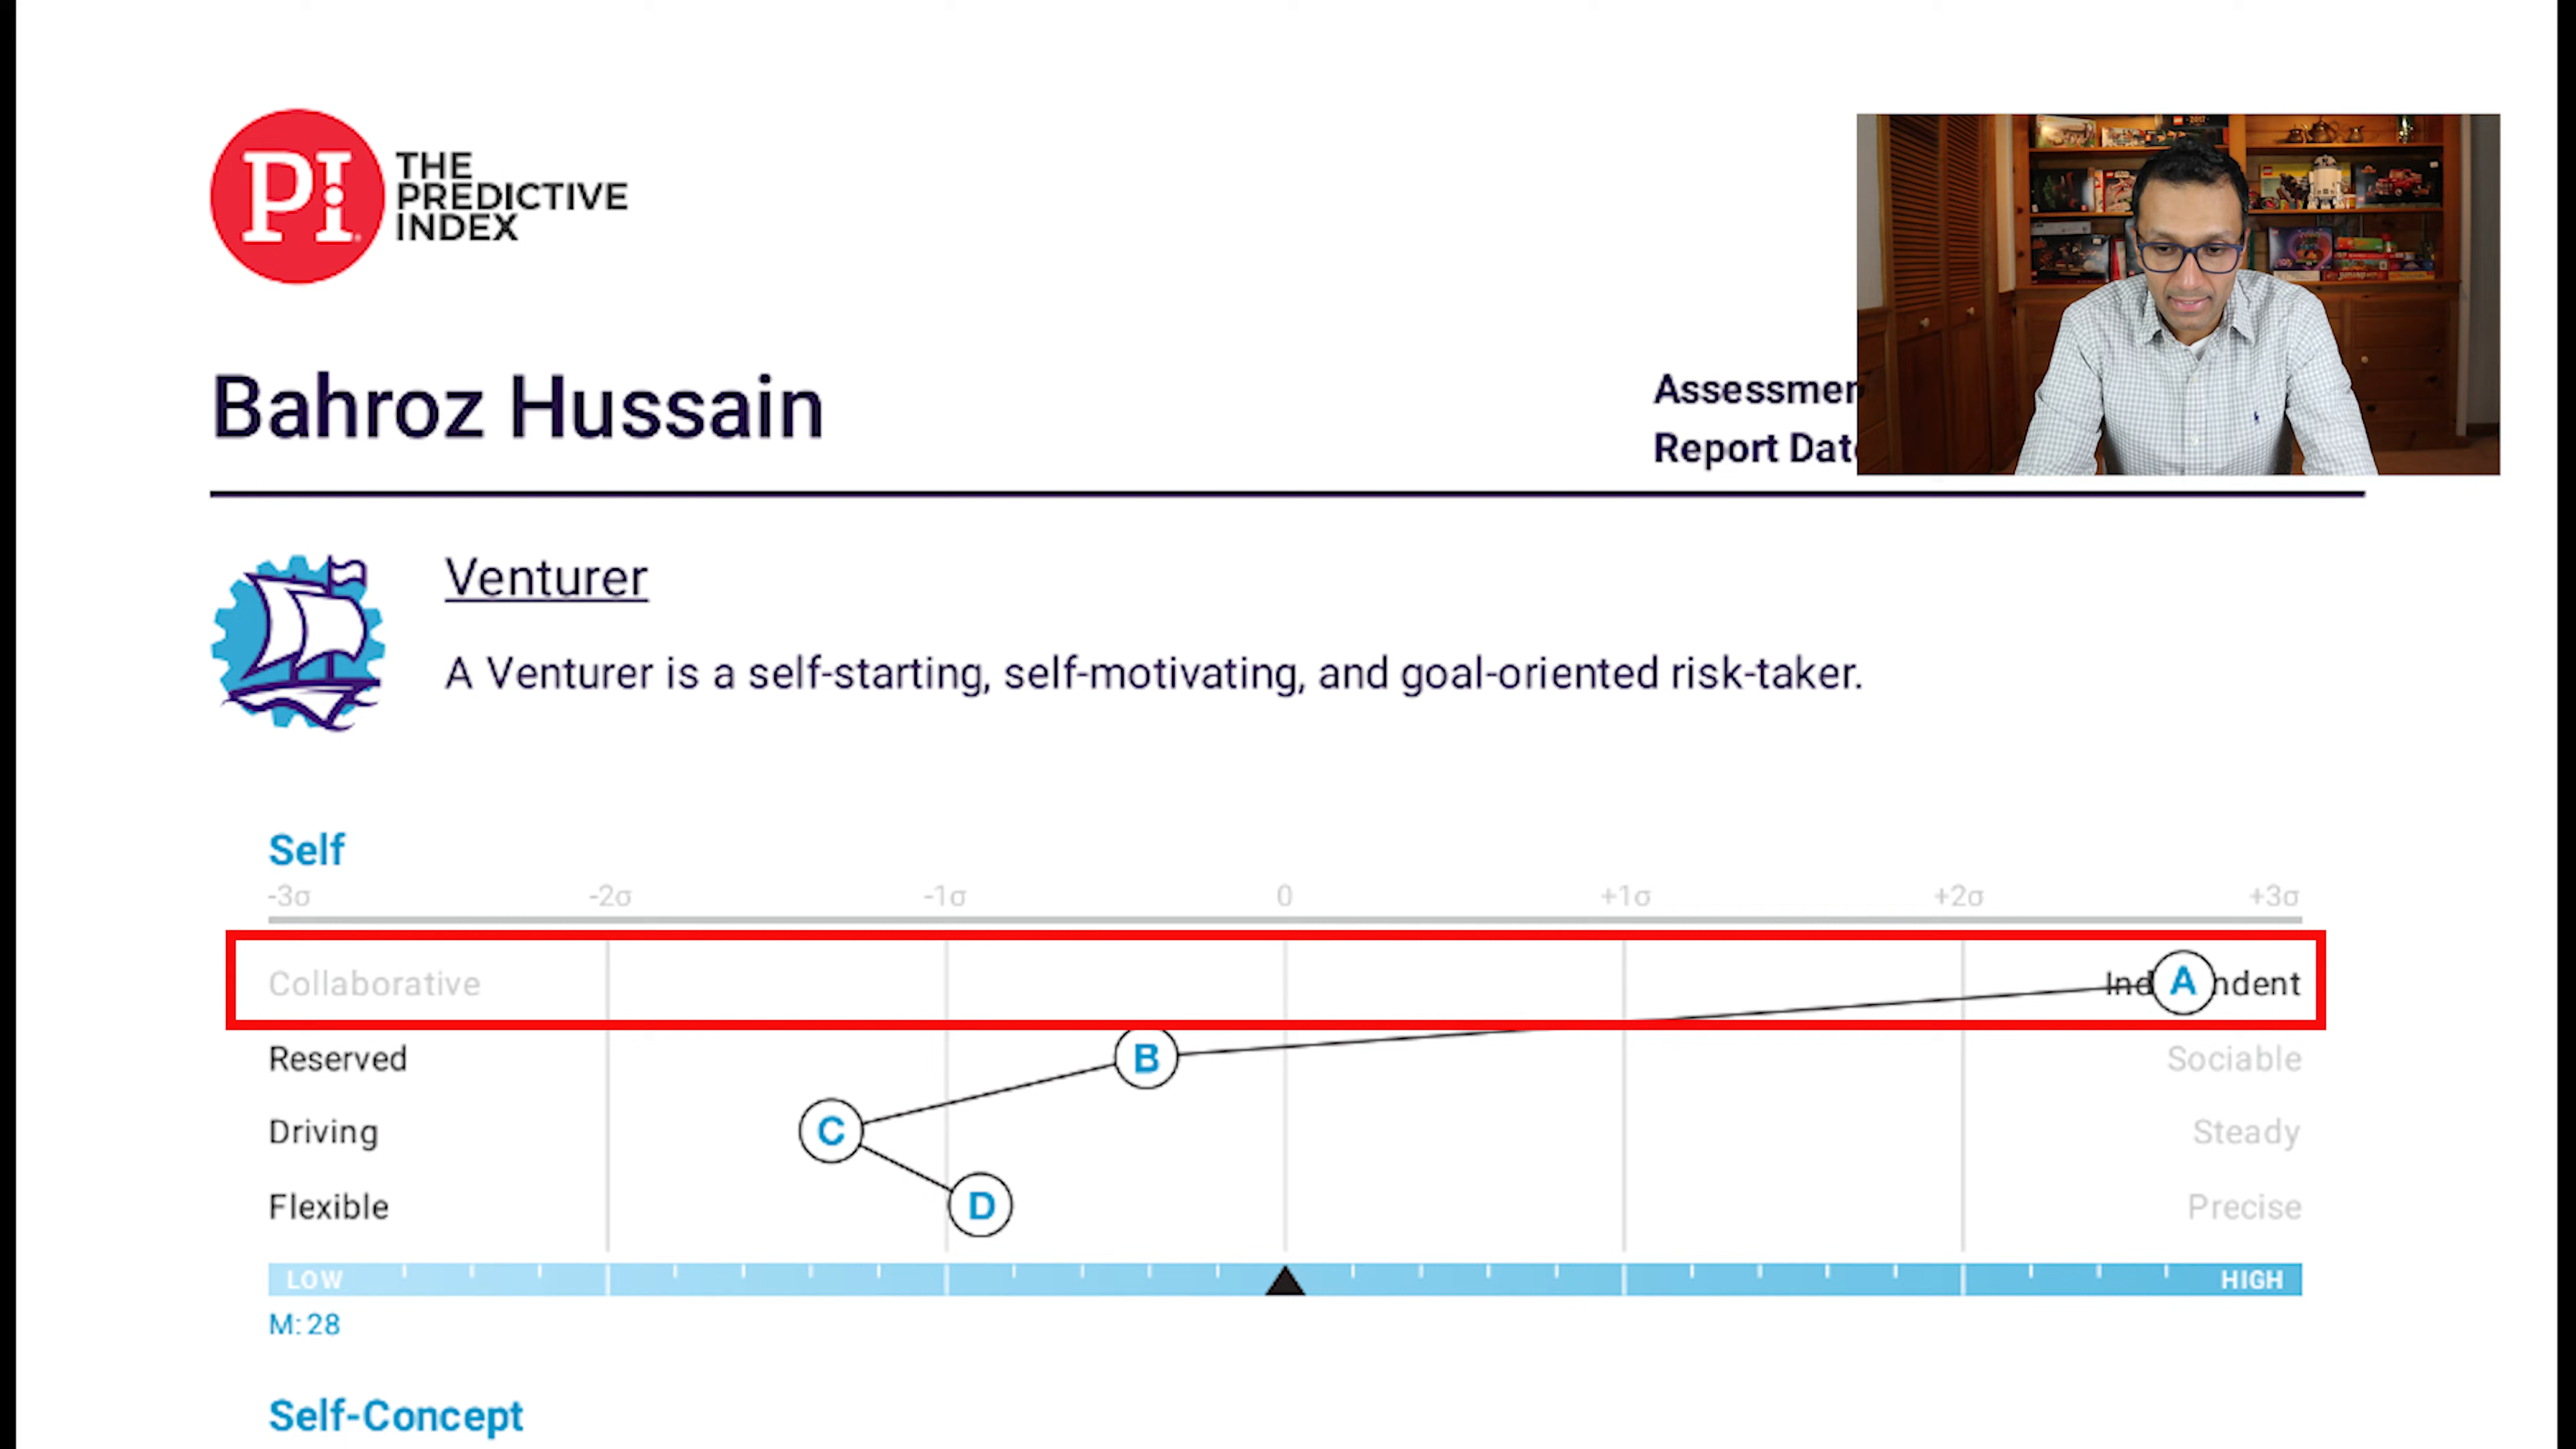 PI
THE
PREDICTIVE
INDEX
Bahroz Hussain
Assessmen
Report Date
Venturer
A Venturer is a self-starting, self-motivating, and goal-oriented risk-taker.
Self
-3σ -2σ -1σ 0 +1σ +2σ +3σ
Collaborative A
Reserved B Sociable
Driving C Steady
Flexible D Precise
LOW HIGH
M: 28
Self-Concept